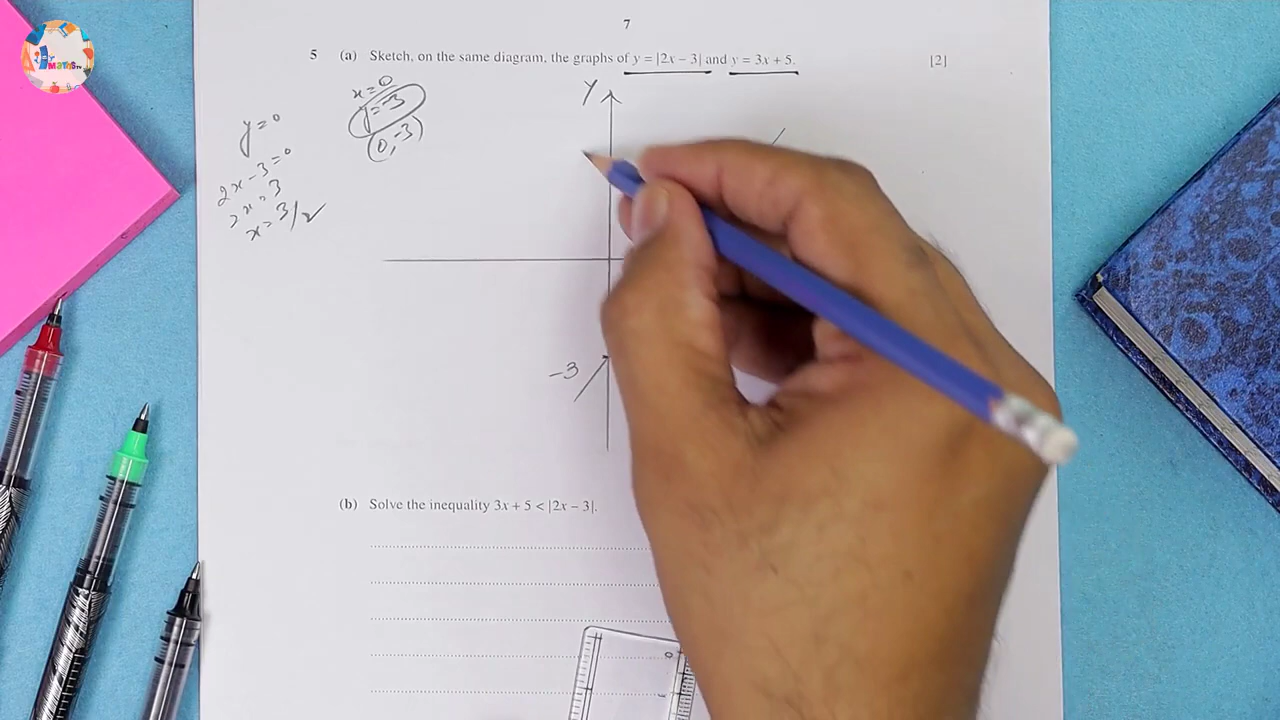 7
5 (a) Sketch, on the same diagram, the graphs of y = |2x − 3| and y = 3x + 5. [2]
x = 0
y = -3
(0, -3)
y = 0
2x - 3 = 0
2x = 3
x = 3/2
Y
-3
(b) Solve the inequality 3x + 5 < |2x − 3|.
MATHS